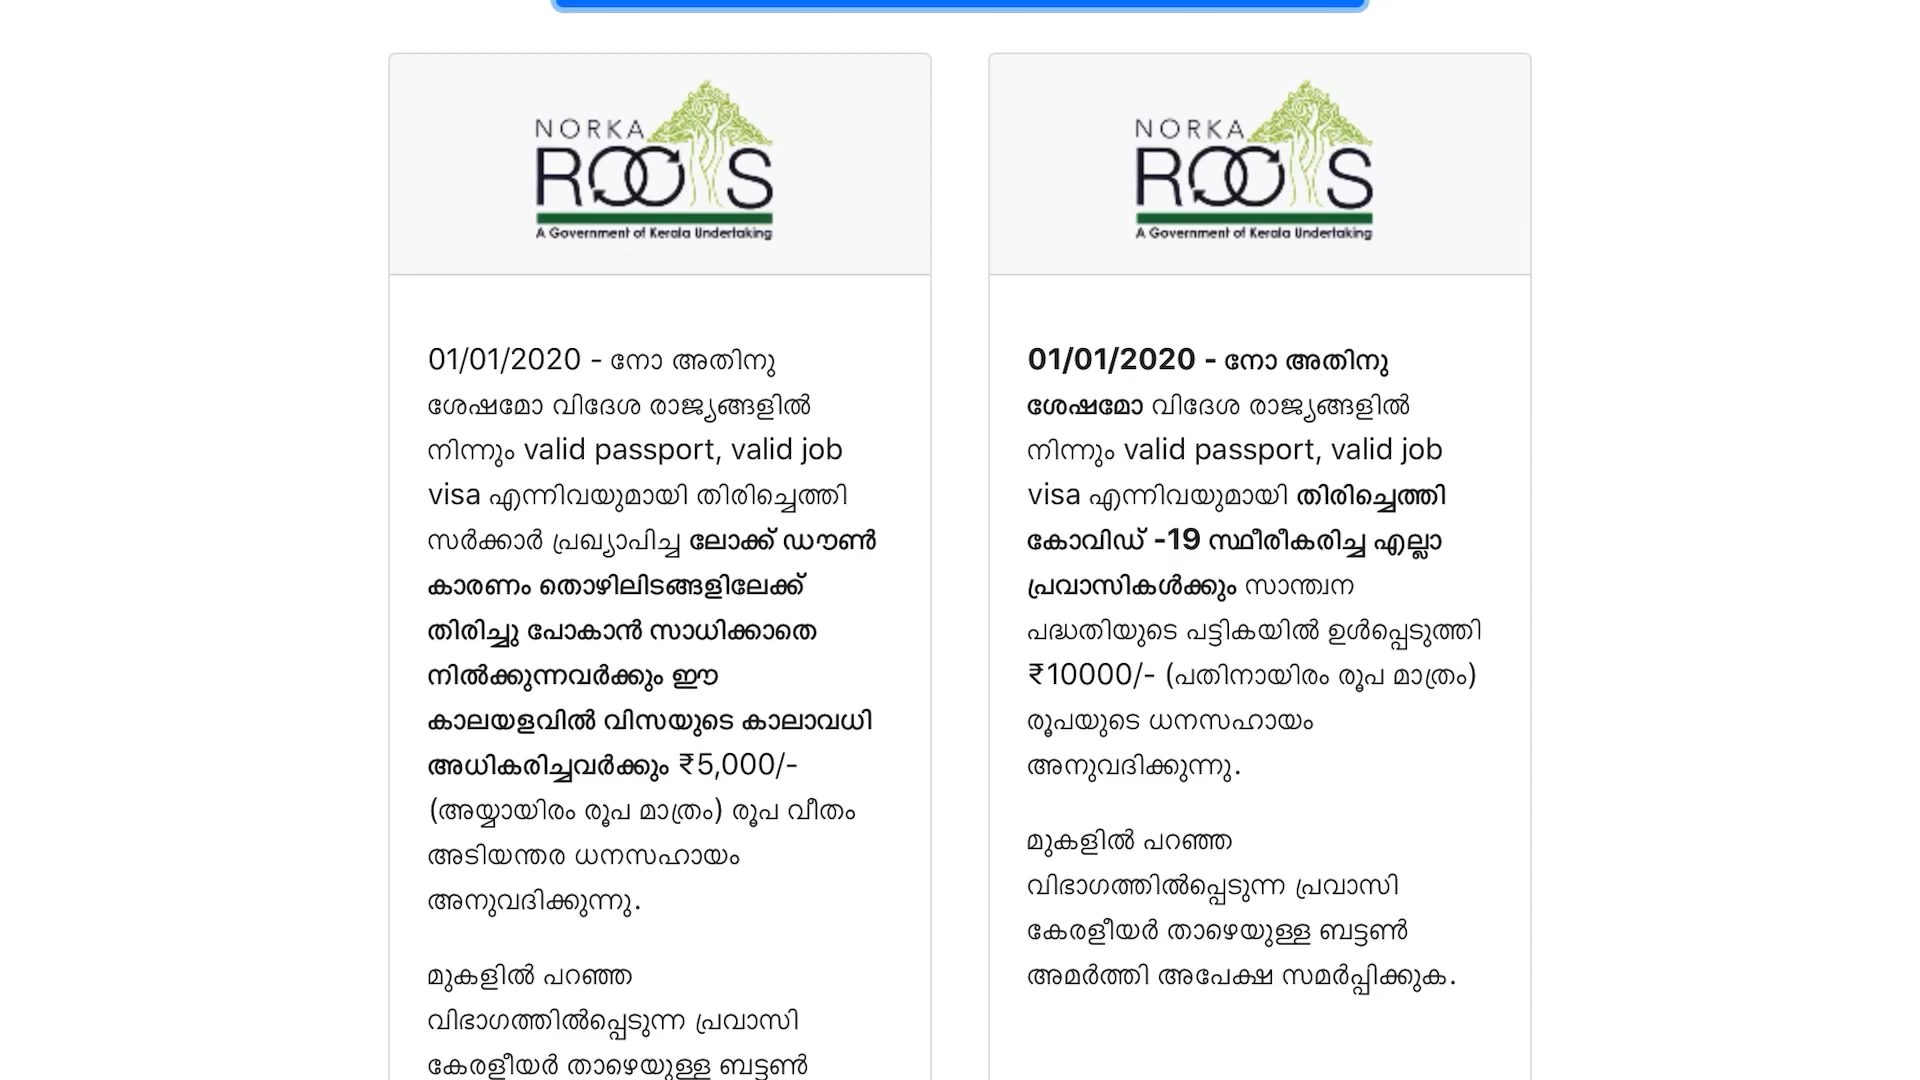 NORKA
ROOTS
A Government of Kerala Undertaking
01/01/2020 - നോ അതിനു
ശേഷമോ വിദേശ രാജ്യങ്ങളിൽ
നിന്നും valid passport, valid job
visa എന്നിവയുമായി തിരിച്ചെത്തി
സർക്കാർ പ്രഖ്യാപിച്ച ലോക്ക് ഡൗൺ
കാരണം തൊഴിലിടങ്ങളിലേക്ക്
തിരിച്ചു പോകാൻ സാധിക്കാതെ
നിൽക്കുന്നവർക്കും ഈ
കാലയളവിൽ വിസയുടെ കാലാവധി
അധികരിച്ചവർക്കും ₹5,000/-
(അയ്യായിരം രൂപ മാത്രം) രൂപ വീതം
അടിയന്തര ധനസഹായം
അനുവദിക്കുന്നു.
മുകളിൽ പറഞ്ഞ
വിഭാഗത്തിൽപ്പെടുന്ന പ്രവാസി
കേരളീയർ താഴെയുള്ള ബട്ടൺ
NORKA
ROOTS
A Government of Kerala Undertaking
01/01/2020 - നോ അതിനു
ശേഷമോ വിദേശ രാജ്യങ്ങളിൽ
നിന്നും valid passport, valid job
visa എന്നിവയുമായി തിരിച്ചെത്തി
കോവിഡ് -19 സ്ഥിരീകരിച്ച എല്ലാ
പ്രവാസികൾക്കും സാന്ത്വന
പദ്ധതിയുടെ പട്ടികയിൽ ഉൾപ്പെടുത്തി
₹10000/- (പതിനായിരം രൂപ മാത്രം)
രൂപയുടെ ധനസഹായം
അനുവദിക്കുന്നു.
മുകളിൽ പറഞ്ഞ
വിഭാഗത്തിൽപ്പെടുന്ന പ്രവാസി
കേരളീയർ താഴെയുള്ള ബട്ടൺ
അമർത്തി അപേക്ഷ സമർപ്പിക്കുക.